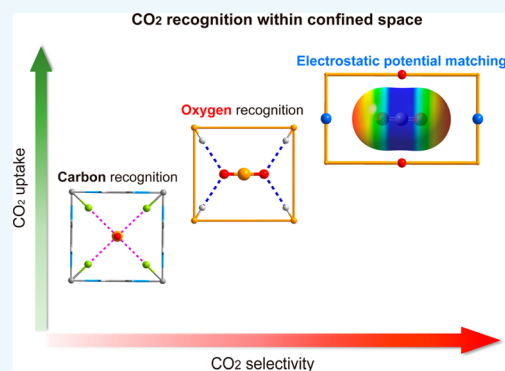 CO₂ recognition within confined space
Electrostatic potential matching
Oxygen recognition
Carbon recognition
CO₂ uptake
CO₂ selectivity